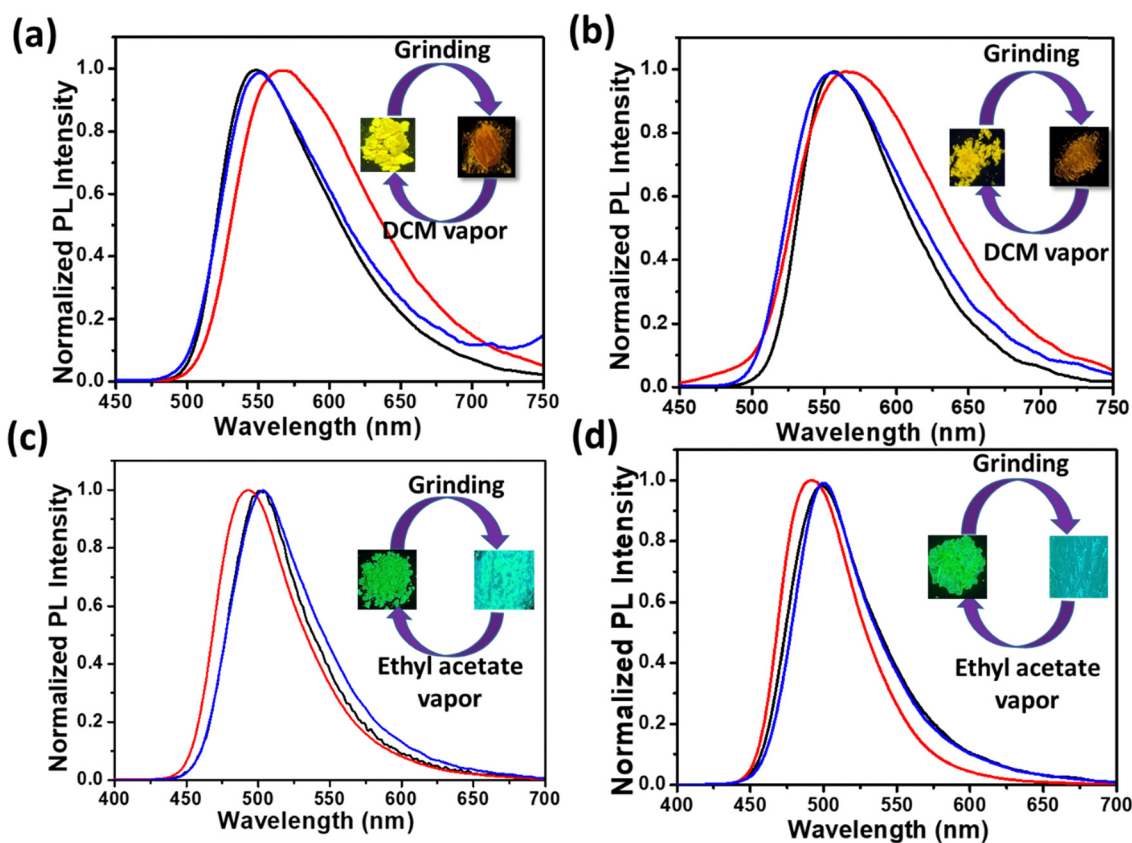 (a)
Normalized PL Intensity
1.0
0.8
0.6
0.4
0.2
0.0
Grinding
DCM vapor
450 500 550 600 650 700 750
Wavelength (nm)
(b)
Normalized PL Intensity
1.0
0.8
0.6
0.4
0.2
0.0
Grinding
DCM vapor
450 500 550 600 650 700 750
Wavelength (nm)
(c)
Normalized PL Intensity
1.0
0.8
0.6
0.4
0.2
0.0
Grinding
Ethyl acetate
vapor
400 450 500 550 600 650 700
Wavelength (nm)
(d)
Normalized PL Intensity
1.0
0.8
0.6
0.4
0.2
0.0
Grinding
Ethyl acetate
vapor
400 450 500 550 600 650 700
Wavelength (nm)